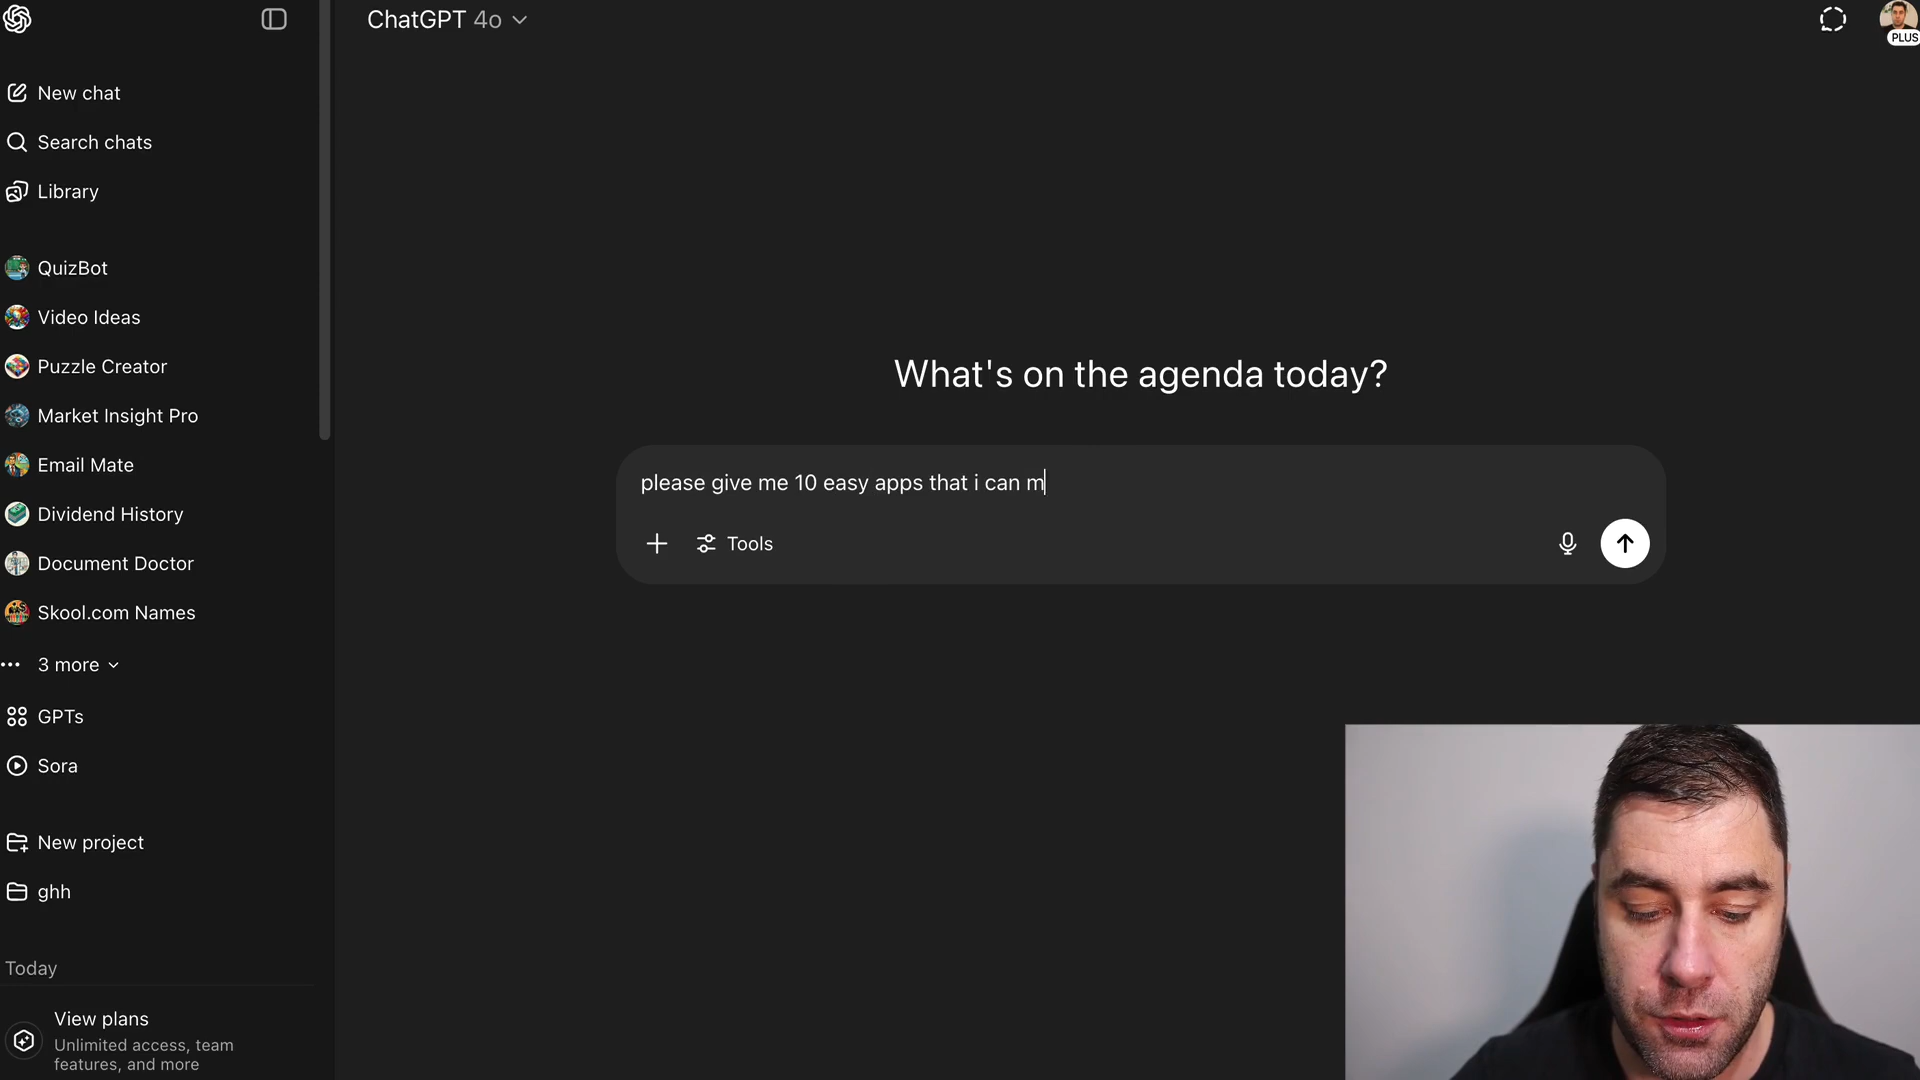 ChatGPT 4o
PLUS
New chat
Search chats
Library
QuizBot
Video Ideas
Puzzle Creator
Market Insight Pro
Email Mate
Dividend History
Document Doctor
Skool.com Names
3 more
GPTs
Sora
New project
ghh
Today
View plans
Unlimited access, team
features, and more
What's on the agenda today?
please give me 10 easy apps that i can m
Tools